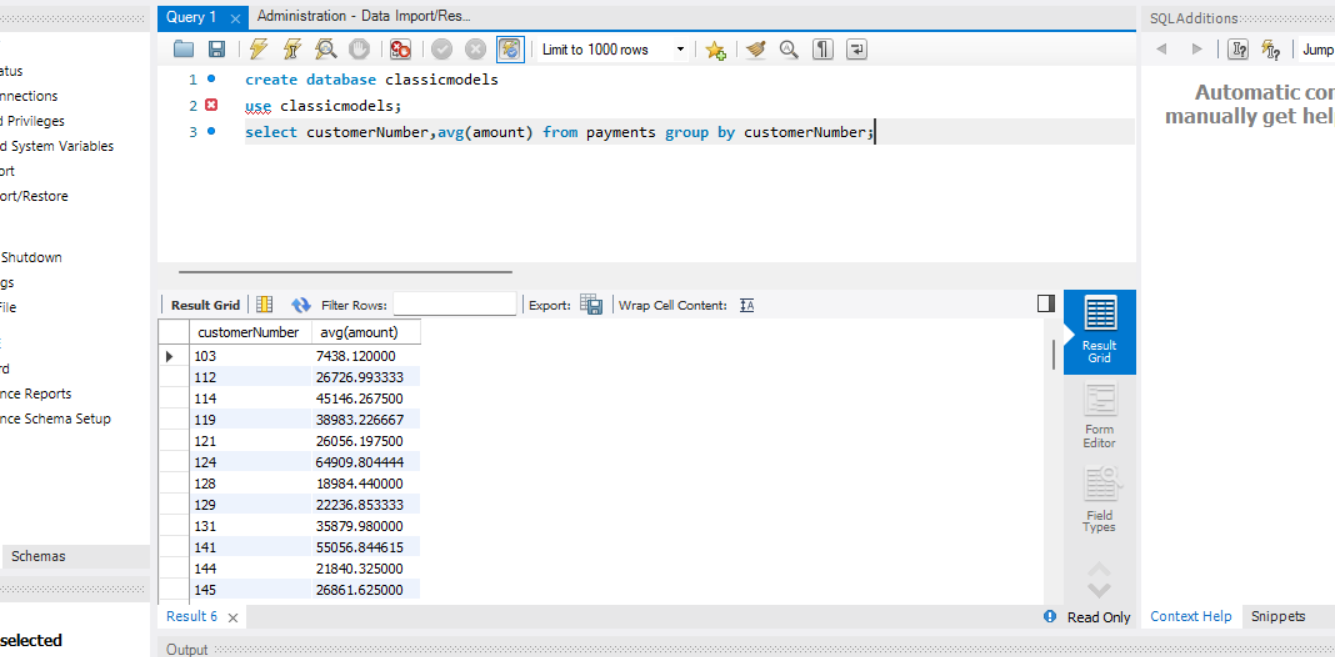 Query 1
Administration - Data Import/Res...
SQLAdditions
Limit to 1000 rows
Jump
atus
nnections
d Privileges
d System Variables
ort
ort/Restore
Shutdown
gs
File
rd
nce Reports
nce Schema Setup
Schemas
selected
1 create database classicmodels
2 use classicmodels;
3 select customerNumber,avg(amount) from payments group by customerNumber;
Automatic con
manually get hel
Result Grid
Filter Rows:
Export:
Wrap Cell Content:
customerNumber avg(amount)
103 7438.120000
112 26726.993333
114 45146.267500
119 38983.226667
121 26056.197500
124 64909.804444
128 18984.440000
129 22236.853333
131 35879.980000
141 55056.844615
144 21840.325000
145 26861.625000
Result
Grid
Form
Editor
Field
Types
Result 6
Read Only
Context Help
Snippets
Output